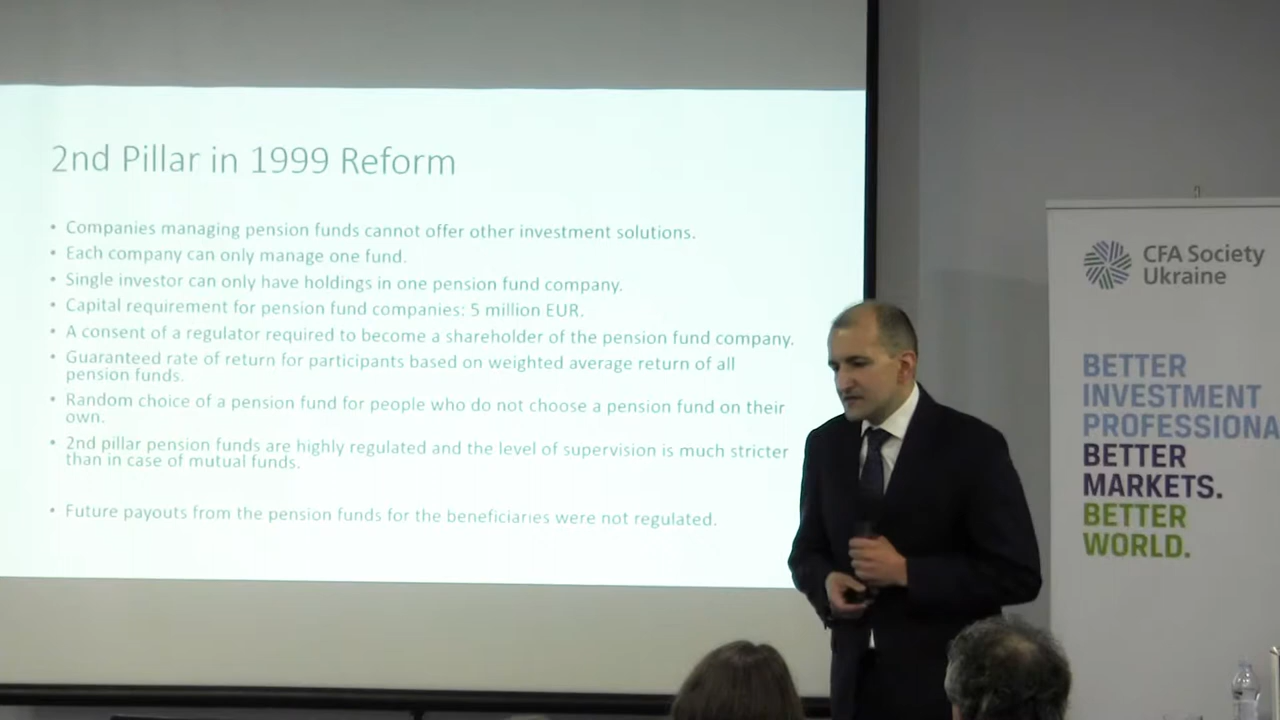 2nd Pillar in 1999 Reform
• Companies managing pension funds cannot offer other investment solutions.
• Each company can only manage one fund.
• Single investor can only have holdings in one pension fund company.
• Capital requirement for pension fund companies: 5 million EUR.
• A consent of a regulator required to become a shareholder of the pension fund company.
• Guaranteed rate of return for participants based on weighted average return of all
pension funds.
• Random choice of a pension fund for people who do not choose a pension fund on their
own.
• 2nd pillar pension funds are highly regulated and the level of supervision is much stricter
than in case of mutual funds.
• Future payouts from the pension funds for the beneficiaries were not regulated.
CFA Society
Ukraine
BETTER
INVESTMENT
PROFESSIONA
BETTER
MARKETS.
BETTER
WORLD.